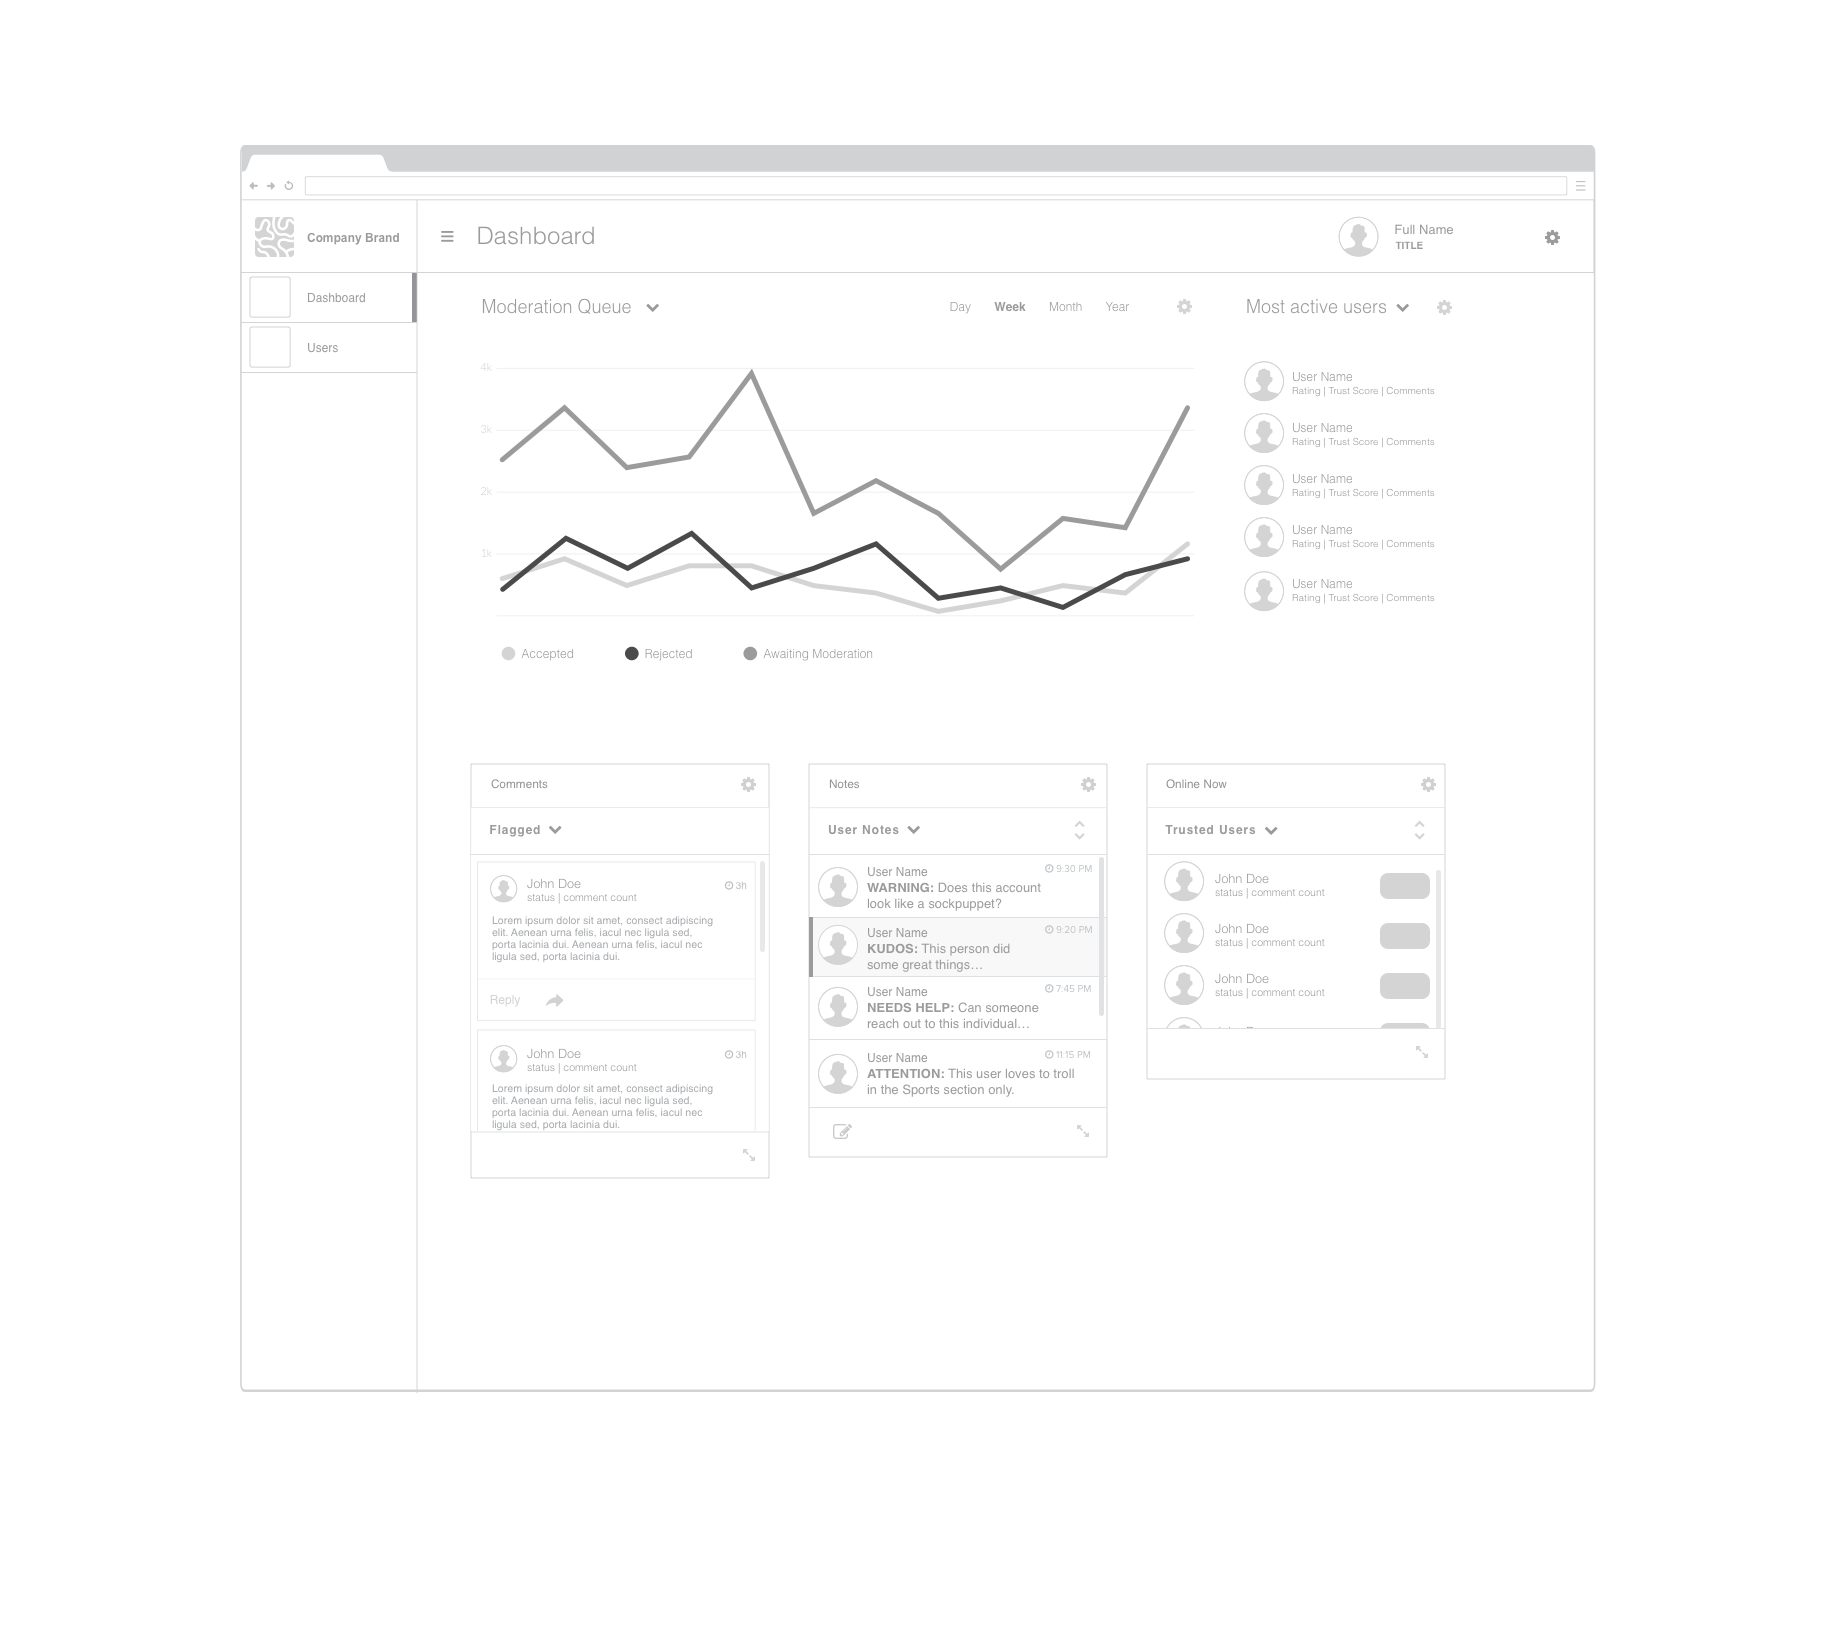 Company Brand
Dashboard
Full Name
TITLE
Dashboard
Users
Moderation Queue
Day Week Month Year
Most active users
4k
3k
2k
1k
Accepted Rejected Awaiting Moderation
User Name
Rating | Trust Score | Comments
User Name
Rating | Trust Score | Comments
User Name
Rating | Trust Score | Comments
User Name
Rating | Trust Score | Comments
User Name
Rating | Trust Score | Comments
Comments
Flagged
John Doe 3h
status | comment count
Lorem ipsum dolor sit amet, consect adipiscing
elit. Aenean urna felis, iacul nec ligula sed,
porta lacinia dui. Aenean urna felis, iacul nec
ligula sed, porta lacinia dui.
Reply
John Doe 3h
status | comment count
Lorem ipsum dolor sit amet, consect adipiscing
elit. Aenean urna felis, iacul nec ligula sed,
porta lacinia dui. Aenean urna felis, iacul nec
ligula sed, porta lacinia dui.
Notes
User Notes
User Name 9:30 PM
WARNING: Does this account
look like a sockpuppet?
User Name 9:20 PM
KUDOS: This person did
some great things...
User Name 7:45 PM
NEEDS HELP: Can someone
reach out to this individual...
User Name 11:15 PM
ATTENTION: This user loves to troll
in the Sports section only.
Online Now
Trusted Users
John Doe
status | comment count
John Doe
status | comment count
John Doe
status | comment count